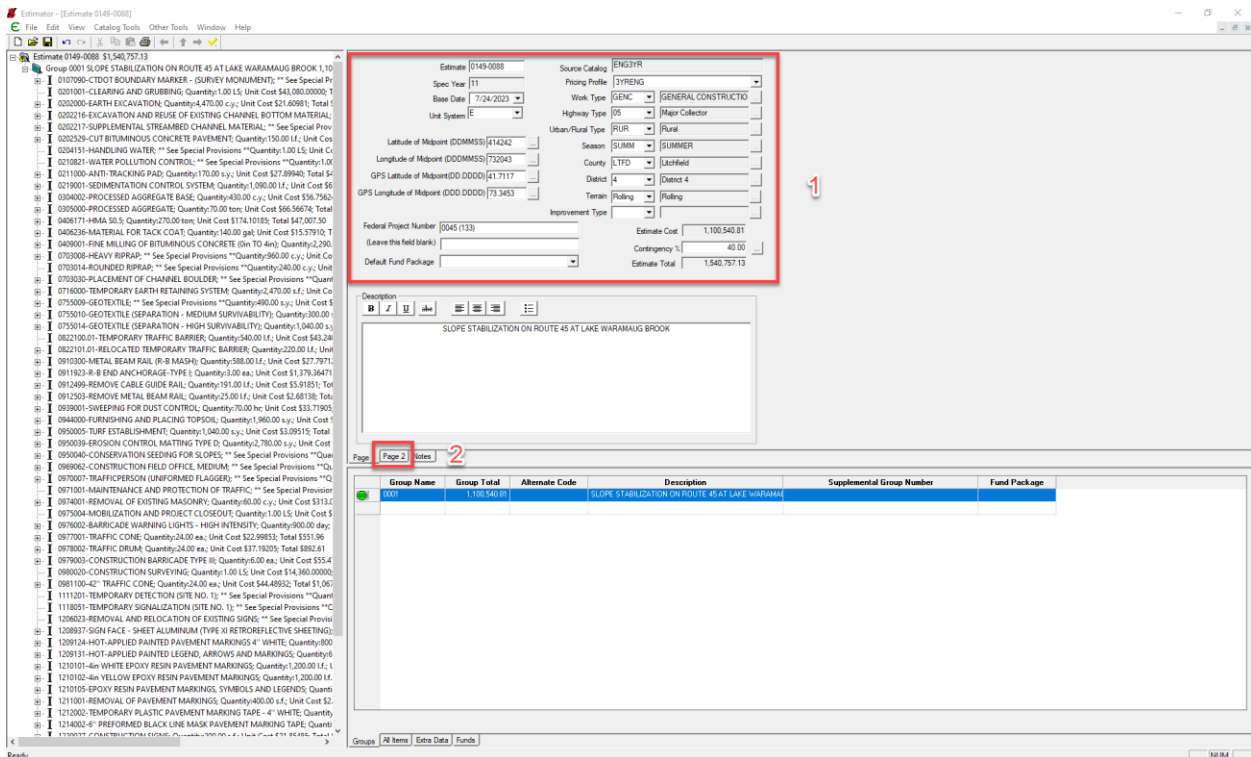 Estimator - [Estimate 0149-0088]
File Edit View Catalog Tools Other Tools Window Help
Estimate 0149-0088 $1,540,757.13
Group 0001 SLOPE STABILIZATION ON ROUTE 45 AT LAKE WARAMAUG BROOK 1,10
0107090-CTDOT BOUNDARY MARKER - (SURVEY MONUMENT); ** See Special Pr
0201001-CLEARING AND GRUBBING; Quantity:1.00 LS; Unit Cost $43,080.00000; T
0202000-EARTH EXCAVATION; Quantity:4,470.00 c.y.; Unit Cost $21.60981; Total $
0202216-EXCAVATION AND REUSE OF EXISTING CHANNEL BOTTOM MATERIAL;
0202217-SUPPLEMENTAL STREAMBED CHANNEL MATERIAL; ** See Special Prov
0202529-CUT BITUMINOUS CONCRETE PAVEMENT; Quantity:150.00 l.f.; Unit Cos
0204151-HANDLING WATER; ** See Special Provisions **Quantity:1.00 LS; Unit Co
0210821-WATER POLLUTION CONTROL; ** See Special Provisions **Quantity:1.00
0211000-ANTI-TRACKING PAD; Quantity:170.00 s.y.; Unit Cost $27.89940; Total $4
0219001-SEDIMENTATION CONTROL SYSTEM; Quantity:1,090.00 l.f.; Unit Cost $6
0304002-PROCESSED AGGREGATE BASE; Quantity:430.00 c.y.; Unit Cost $56.7562
0305000-PROCESSED AGGREGATE; Quantity:70.00 ton; Unit Cost $66.56674; Total
0406171-HMA S0.5; Quantity:270.00 ton; Unit Cost $174.10185; Total $47,007.50
0406236-MATERIAL FOR TACK COAT; Quantity:140.00 gal; Unit Cost $15.57910; T
0409001-FINE MILLING OF BITUMINOUS CONCRETE (0in TO 4in); Quantity:2,290.
0703008-HEAVY RIPRAP; ** See Special Provisions **Quantity:960.00 c.y.; Unit Co
0703014-ROUNDED RIPRAP; ** See Special Provisions **Quantity:240.00 c.y.; Unit
0703030-PLACEMENT OF CHANNEL BOULDER; ** See Special Provisions **Quant
0716000-TEMPORARY EARTH RETAINING SYSTEM; Quantity:2,470.00 s.f.; Unit Co
0755009-GEOTEXTILE; ** See Special Provisions **Quantity:490.00 s.y.; Unit Cost $
0755010-GEOTEXTILE (SEPARATION - MEDIUM SURVIVABILITY); Quantity:300.00
0755014-GEOTEXTILE (SEPARATION - HIGH SURVIVABILITY); Quantity:1,040.00 s.y
0822100.01-TEMPORARY TRAFFIC BARRIER; Quantity:540.00 l.f.; Unit Cost $43.24
0822101.01-RELOCATED TEMPORARY TRAFFIC BARRIER; Quantity:220.00 l.f.; Unit
0910300-METAL BEAM RAIL (R-B MASH); Quantity:588.00 l.f.; Unit Cost $27.7971
0911923-R-B END ANCHORAGE-TYPE I; Quantity:3.00 ea.; Unit Cost $1,379.36471
0912499-REMOVE CABLE GUIDE RAIL; Quantity:191.00 l.f.; Unit Cost $5.91851; Tot
0912503-REMOVE METAL BEAM RAIL; Quantity:25.00 l.f.; Unit Cost $2.68138; Tota
0939001-SWEEPING FOR DUST CONTROL; Quantity:70.00 hr; Unit Cost $33.71905
0944000-FURNISHING AND PLACING TOPSOIL; Quantity:1,960.00 s.y.; Unit Cost
0950005-TURF ESTABLISHMENT; Quantity:1,040.00 s.y.; Unit Cost $3.09515; Total
0950039-EROSION CONTROL MATTING TYPE D; Quantity:2,780.00 s.y.; Unit Cost
0950040-CONSERVATION SEEDING FOR SLOPES; ** See Special Provisions **Quan
0969062-CONSTRUCTION FIELD OFFICE, MEDIUM; ** See Special Provisions **Qu
0970007-TRAFFICPERSON (UNIFORMED FLAGGER); ** See Special Provisions **Q
0971001-MAINTENANCE AND PROTECTION OF TRAFFIC; ** See Special Provision
0974001-REMOVAL OF EXISTING MASONRY; Quantity:60.00 c.y.; Unit Cost $313.0
0975004-MOBILIZATION AND PROJECT CLOSEOUT; Quantity:1.00 LS; Unit Cost $
0976002-BARRICADE WARNING LIGHTS - HIGH INTENSITY; Quantity:900.00 day;
0977001-TRAFFIC CONE; Quantity:24.00 ea.; Unit Cost $22.99853; Total $551.96
0978002-TRAFFIC DRUM; Quantity:24.00 ea.; Unit Cost $37.19205; Total $892.61
0979003-CONSTRUCTION BARRICADE TYPE III; Quantity:6.00 ea.; Unit Cost $55.4
0980020-CONSTRUCTION SURVEYING; Quantity:1.00 LS; Unit Cost $14,360.00000;
0981100-42" TRAFFIC CONE; Quantity:24.00 ea.; Unit Cost $44.48932; Total $1,067
1111201-TEMPORARY DETECTION (SITE NO. 1); ** See Special Provisions **Quant
1118051-TEMPORARY SIGNALIZATION (SITE NO. 1); ** See Special Provisions **Q
1206023-REMOVAL AND RELOCATION OF EXISTING SIGNS; ** See Special Provisi
1208937-SIGN FACE - SHEET ALUMINUM (TYPE XI RETROREFLECTIVE SHEETING);
1209124-HOT-APPLIED PAINTED PAVEMENT MARKINGS 4" WHITE; Quantity:800
1209131-HOT-APPLIED PAINTED LEGEND, ARROWS AND MARKINGS; Quantity:6
1210101-4in WHITE EPOXY RESIN PAVEMENT MARKINGS; Quantity:1,200.00 l.f.; U
1210102-4in YELLOW EPOXY RESIN PAVEMENT MARKINGS; Quantity:1,200.00 l.f.
1210105-EPOXY RESIN PAVEMENT MARKINGS, SYMBOLS AND LEGENDS; Quanti
1211001-REMOVAL OF PAVEMENT MARKINGS; Quantity:400.00 s.f.; Unit Cost $2.
1212002-TEMPORARY PLASTIC PAVEMENT MARKING TAPE - 4" WHITE; Quantity
1214002-6" PREFORMED BLACK LINE MASK PAVEMENT MARKING TAPE; Quanti
Estimate 0149-0088 Source Catalog ENG3YR
Spec Year 11 Pricing Profile 3YRENG
Base Date 7/24/2023 Work Type GENC GENERAL CONSTRUCTIO
Unit System E Highway Type 05 Major Collector
Urban/Rural Type RUR Rural
Latitude of Midpoint (DDMMSS) 414242 Season SUMM SUMMER
Longitude of Midpoint (DDDMMSS) 732043 County LTFD Litchfield
GPS Latitude of Midpoint(DD.DDDD) 41.7117 District 4 District 4
GPS Longitude of Midpoint (DDD.DDDD) 73.3453 Terrain Rolling Rolling
Improvement Type
Federal Project Number 0045 (133) Estimate Cost 1,100,540.81
(Leave this field blank) Contingency % 40.00
Default Fund Package Estimate Total 1,540,757.13
1
Description
B I U abc
SLOPE STABILIZATION ON ROUTE 45 AT LAKE WARAMAUG BROOK
Page Page 2 Notes
2
Group Name Group Total Alternate Code Description Supplemental Group Number Fund Package
0001 1,100,540.81 SLOPE STABILIZATION ON ROUTE 45 AT LAKE WARAMA
Groups All Items Extra Data Funds
Ready NUM